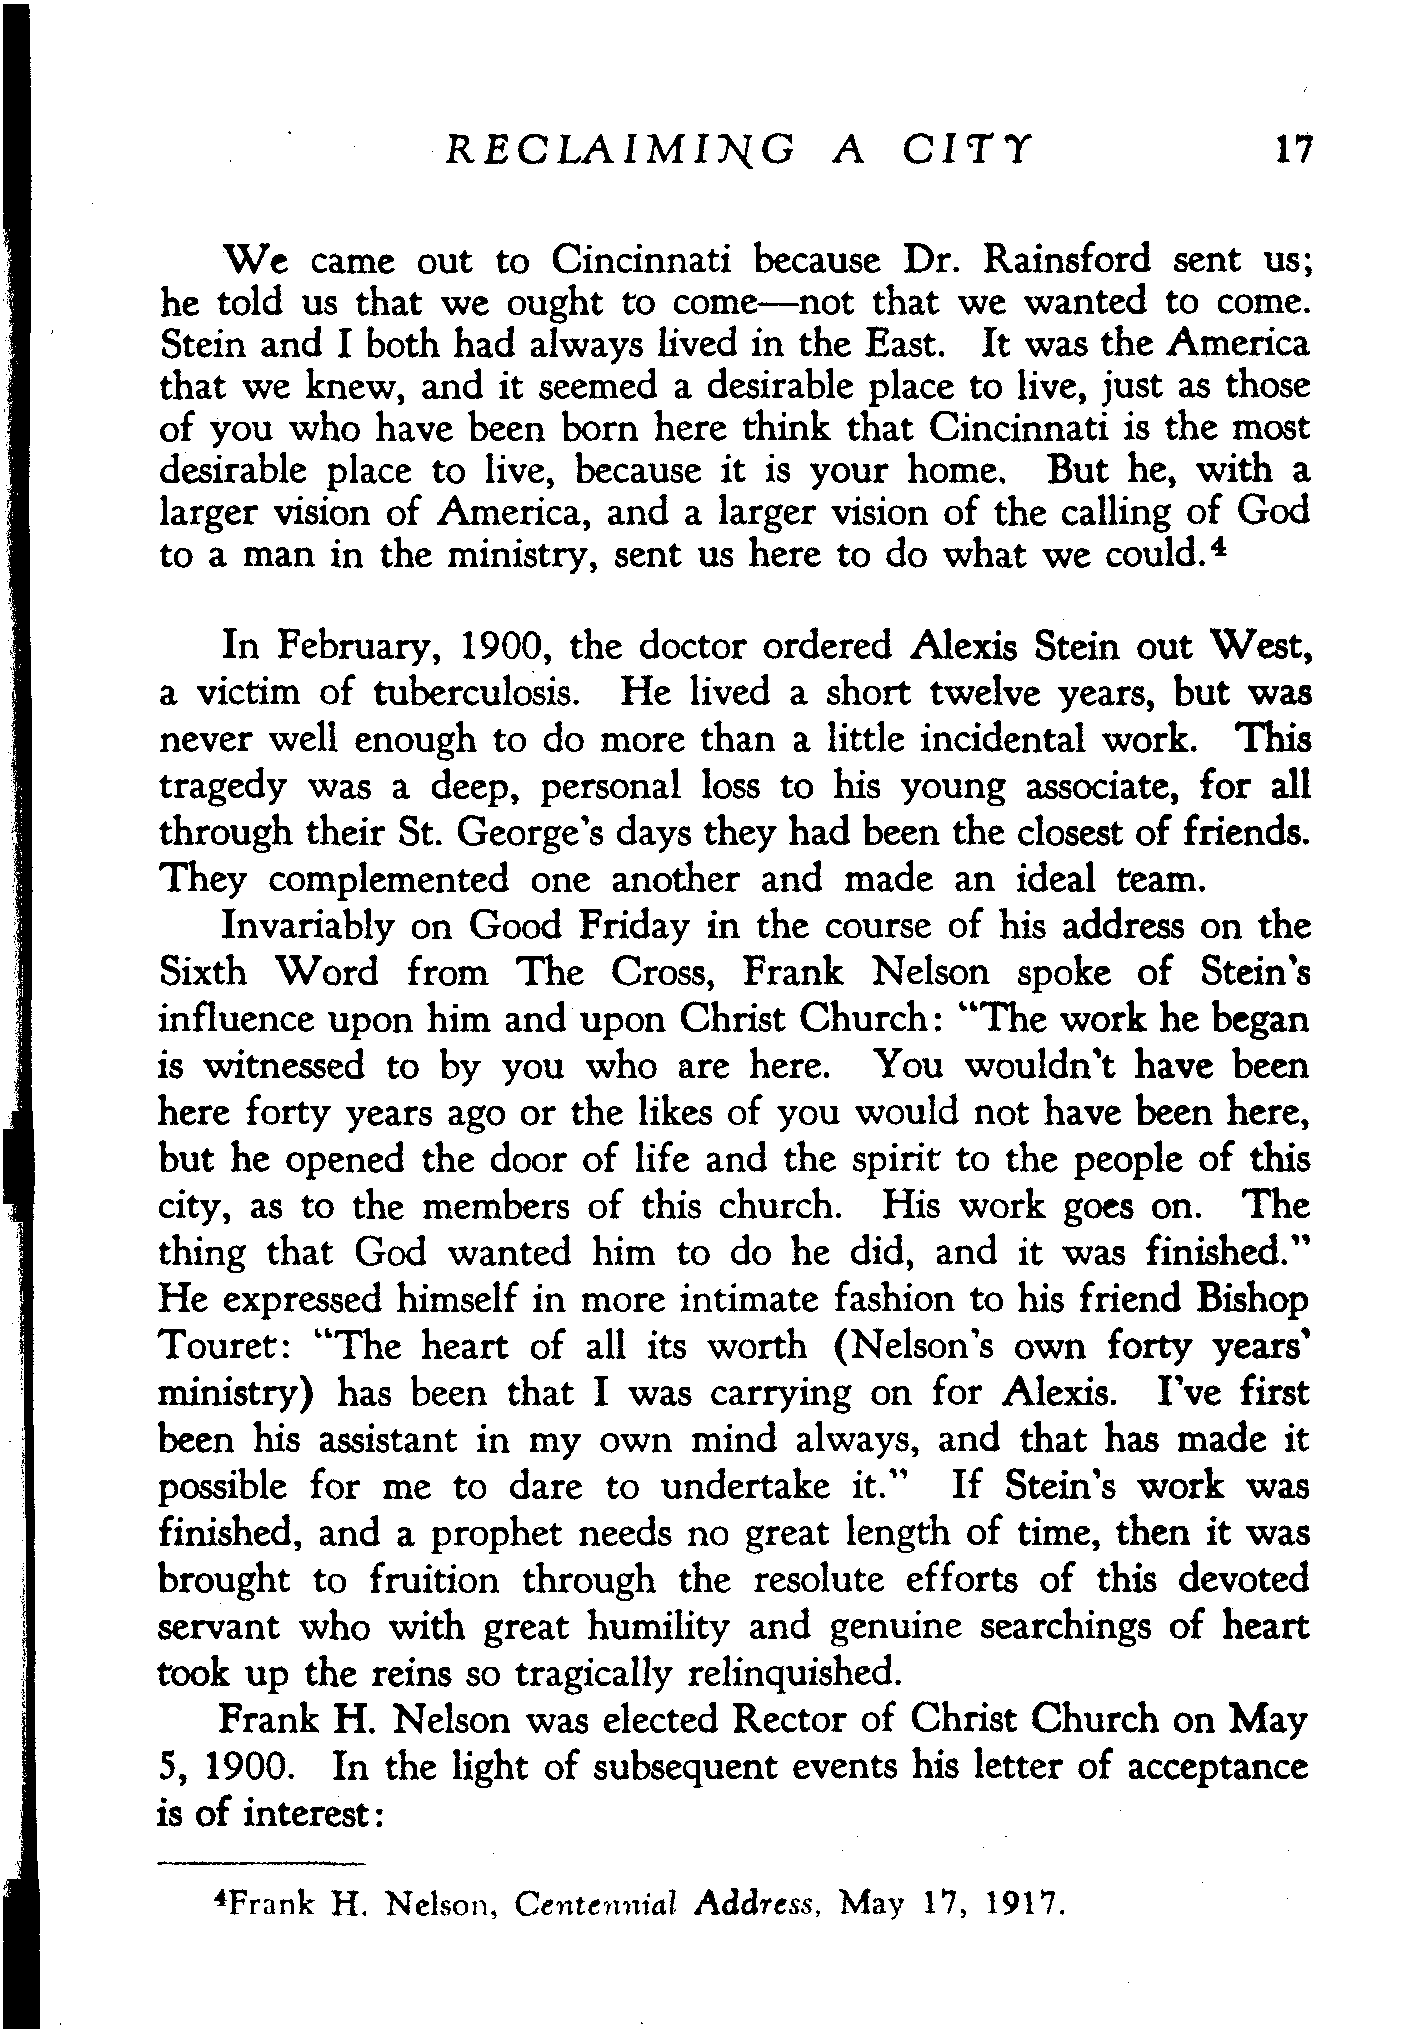 RECLAIMING A CITY 17
We came out to Cincinnati because Dr. Rainsford sent us;
he told us that we ought to come—not that we wanted to come.
Stein and I both had always lived in the East. It was the America
that we knew, and it seemed a desirable place to live, just as those
of you who have been born here think that Cincinnati is the most
desirable place to live, because it is your home. But he, with a
larger vision of America, and a larger vision of the calling of God
to a man in the ministry, sent us here to do what we could.⁴
In February, 1900, the doctor ordered Alexis Stein out West,
a victim of tuberculosis. He lived a short twelve years, but was
never well enough to do more than a little incidental work. This
tragedy was a deep, personal loss to his young associate, for all
through their St. George's days they had been the closest of friends.
They complemented one another and made an ideal team.
Invariably on Good Friday in the course of his address on the
Sixth Word from The Cross, Frank Nelson spoke of Stein's
influence upon him and upon Christ Church: "The work he began
is witnessed to by you who are here. You wouldn't have been
here forty years ago or the likes of you would not have been here,
but he opened the door of life and the spirit to the people of this
city, as to the members of this church. His work goes on. The
thing that God wanted him to do he did, and it was finished."
He expressed himself in more intimate fashion to his friend Bishop
Touret: "The heart of all its worth (Nelson's own forty years'
ministry) has been that I was carrying on for Alexis. I've first
been his assistant in my own mind always, and that has made it
possible for me to dare to undertake it." If Stein's work was
finished, and a prophet needs no great length of time, then it was
brought to fruition through the resolute efforts of this devoted
servant who with great humility and genuine searchings of heart
took up the reins so tragically relinquished.
Frank H. Nelson was elected Rector of Christ Church on May
5, 1900. In the light of subsequent events his letter of acceptance
is of interest:
⁴Frank H. Nelson, Centennial Address, May 17, 1917.